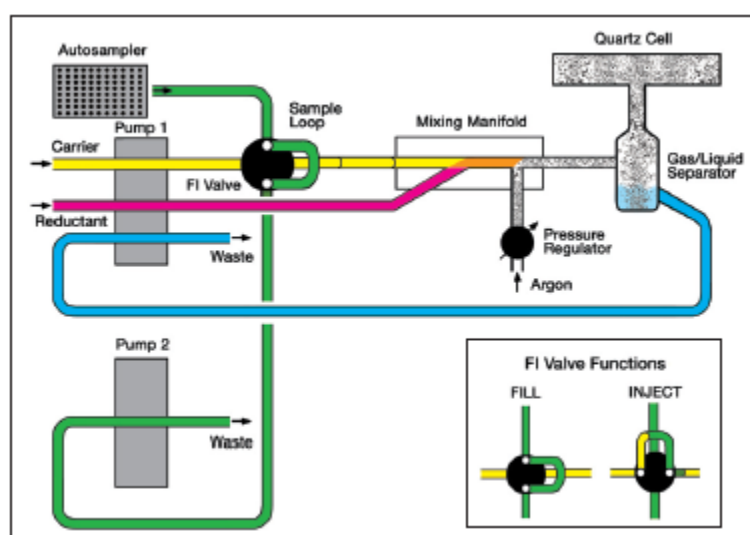 Autosampler
Quartz Cell
Sample
Loop
Mixing Manifold
Pump 1
Carrier
Gas/Liquid
Separator
FI Valve
Reductant
Waste
Pressure
Regulator
Argon
Pump 2
Waste
FI Valve Functions
FILL
INJECT